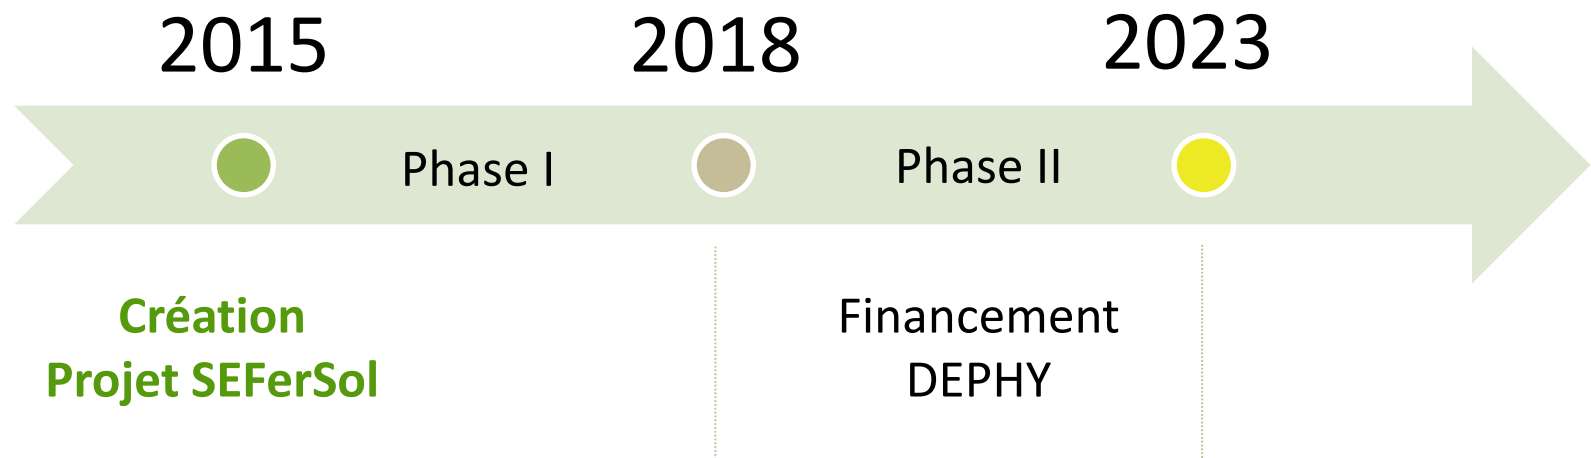 2015
2018
2023
Phase I
Phase II
Création
Projet SEFerSol
Financement
DEPHY